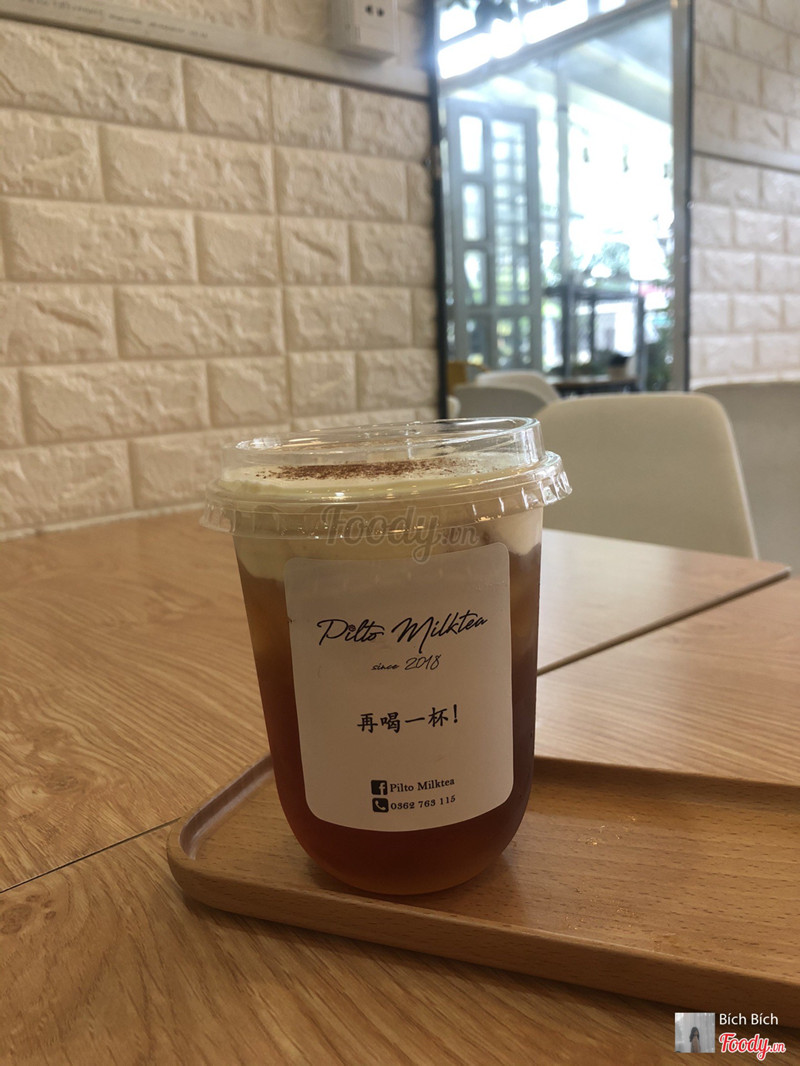 Foody.vn
Pilto Milktea
since 2018
再喝一杯!
Pilto Milktea
0362 763 115
Bích Bích
Foody.vn